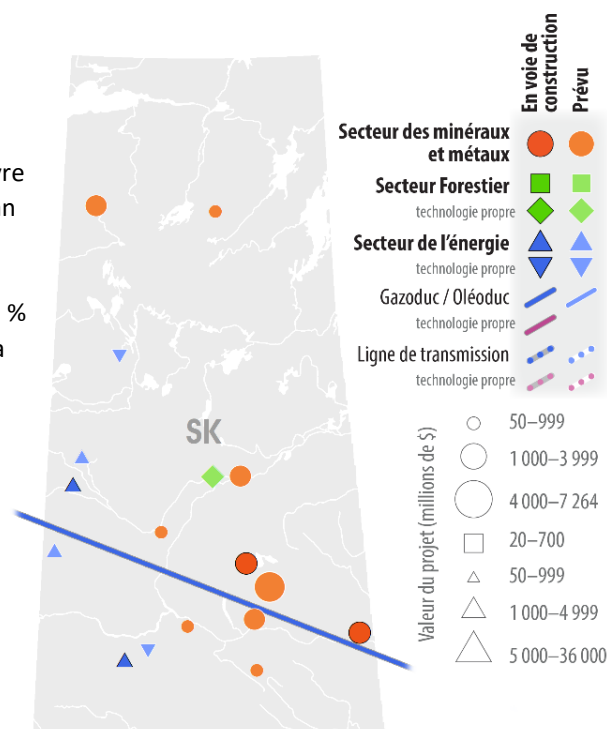 vre
an
%
a
En voie de
construction
Prévu
Secteur des minéraux
et métaux
Secteur Forestier
technologie propre
Secteur de l'énergie
technologie propre
Gazoduc / Oléoduc
technologie propre
Ligne de transmission
technologie propre
SK
Valeur du projet (millions de $)
50–999
1 000–3 999
4 000–7 264
20–700
50–999
1 000–4 999
5 000–36 000